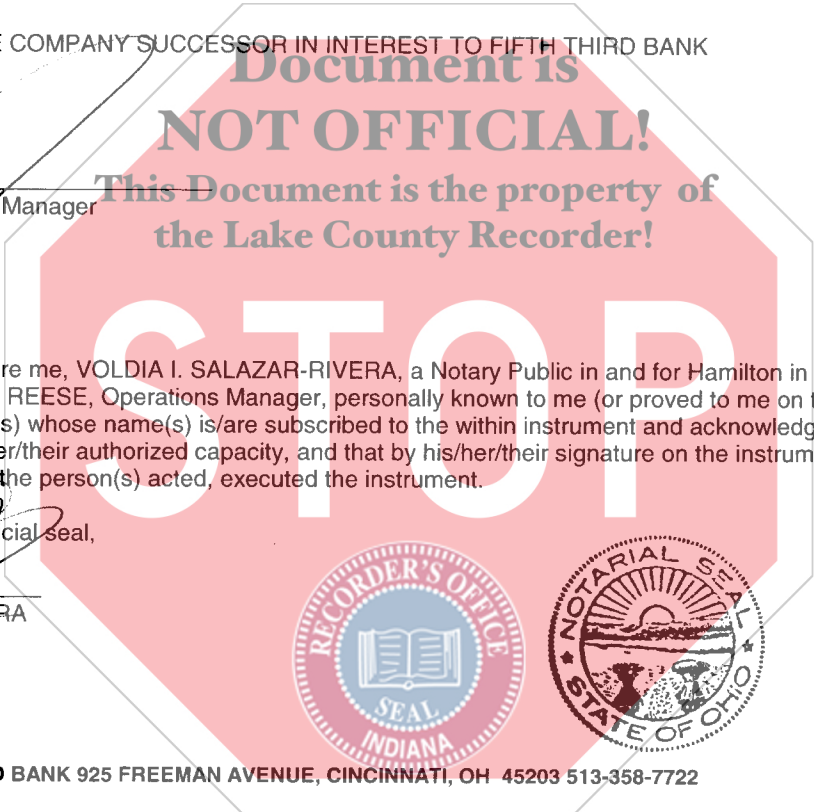 E COMPANY SUCCESSOR IN INTEREST TO FIFTH THIRD BANK
Document is
NOT OFFICIAL!
This Document is the property of
the Lake County Recorder!
Manager
STOP
re me, VOLDIA I. SALAZAR-RIVERA, a Notary Public in and for Hamilton in
REESE, Operations Manager, personally known to me (or proved to me on t
s) whose name(s) is/are subscribed to the within instrument and acknowledg
er/their authorized capacity, and that by his/her/their signature on the instrum
the person(s) acted, executed the instrument.
cial seal,
RA
RECORDER'S OFFICE
SEAL
INDIANA
NOTARIAL SEAL
STATE OF OHIO
D BANK 925 FREEMAN AVENUE, CINCINNATI, OH 45203 513-358-7722